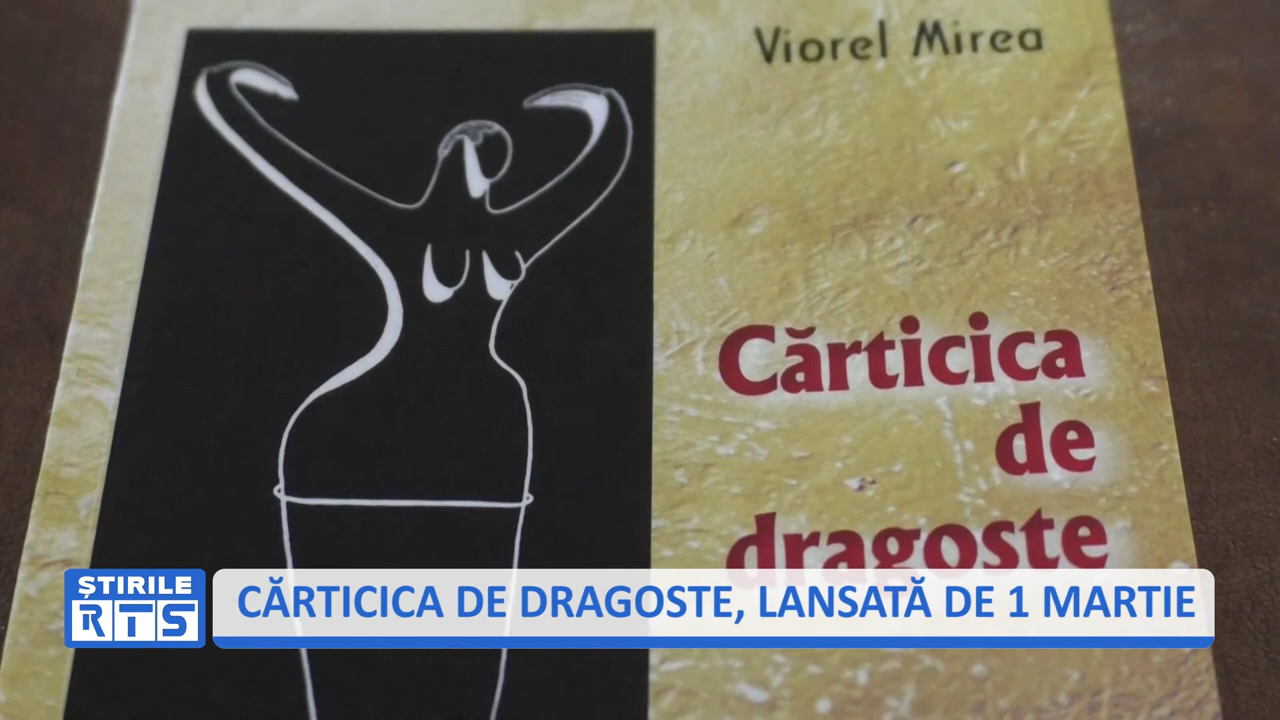 Viorel Mirea
Cărticica
de
dragoste
ȘTIRILE
RTS
CĂRTICICA DE DRAGOSTE, LANSATĂ DE 1 MARTIE